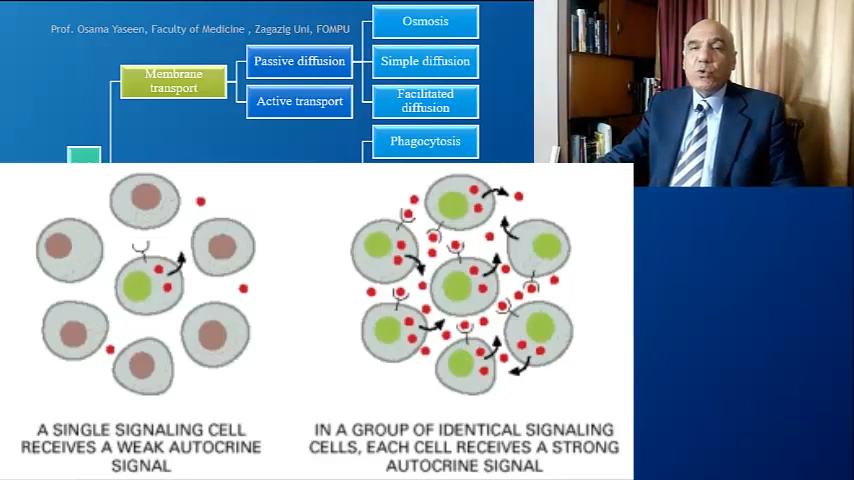 Prof. Osama Yaseen, Faculty of Medicine , Zagazig Uni, FOMPU
Membrane
transport
Passive diffusion
Active transport
Osmosis
Simple diffusion
Facilitated
diffusion
Phagocytosis
A SINGLE SIGNALING CELL
RECEIVES A WEAK AUTOCRINE
SIGNAL
IN A GROUP OF IDENTICAL SIGNALING
CELLS, EACH CELL RECEIVES A STRONG
AUTOCRINE SIGNAL